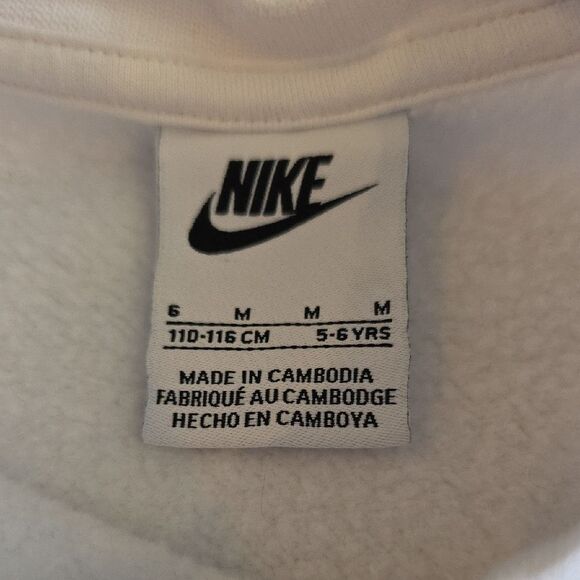 NIKE
6 M M M
110-116 CM 5-6 YRS
MADE IN CAMBODIA
FABRIQUÉ AU CAMBODGE
HECHO EN CAMBOYA